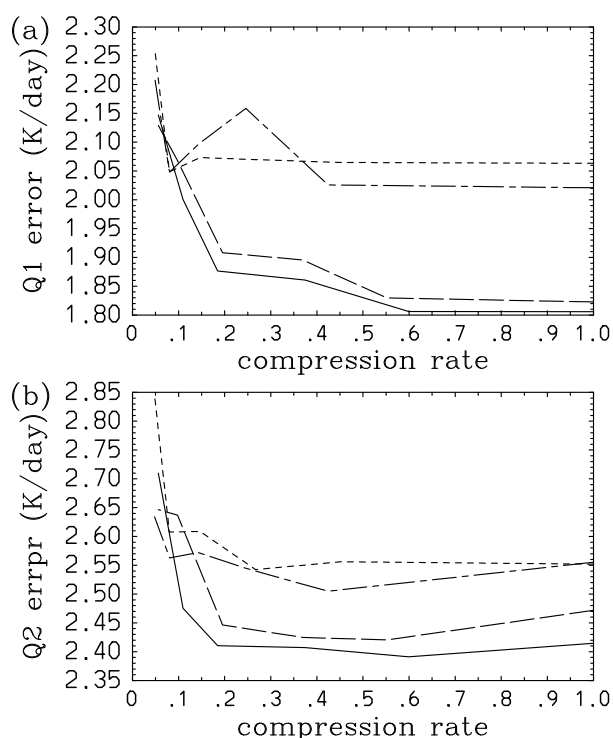 (a)
Q1 error (K/day)
2.30
2.25
2.20
2.15
2.10
2.05
2.00
1.95
1.90
1.85
1.80
0 .1 .2 .3 .4 .5 .6 .7 .8 .9 1.0
compression rate
(b)
Q2 errpr (K/day)
2.85
2.80
2.75
2.70
2.65
2.60
2.55
2.50
2.45
2.40
2.35
0 .1 .2 .3 .4 .5 .6 .7 .8 .9 1.0
compression rate